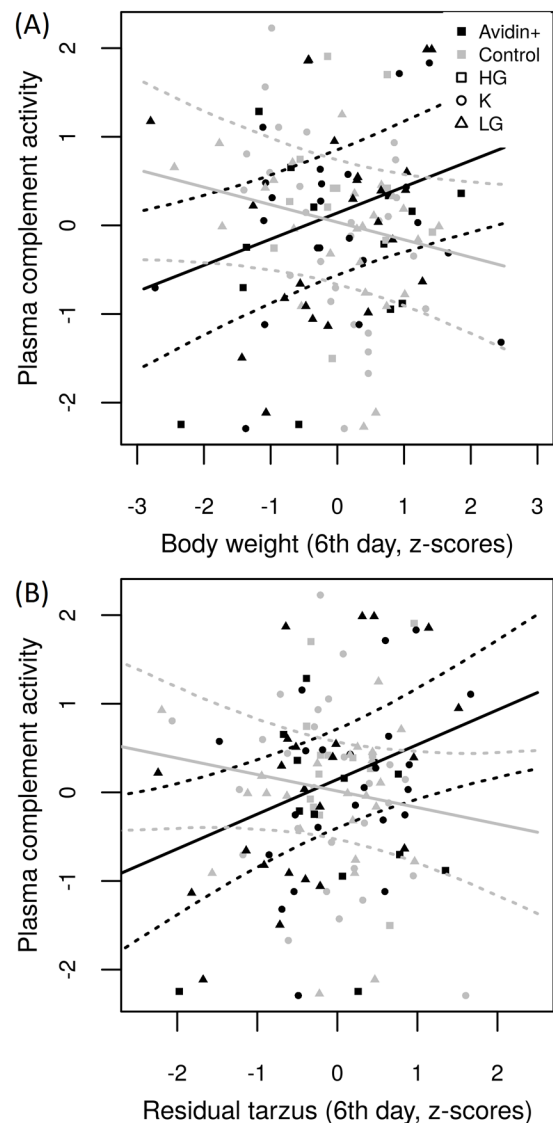 (A)
Avidin+
Control
HG
K
LG
2
1
0
-1
-2
Plasma complement activity
-3 -2 -1 0 1 2 3
Body weight (6th day, z-scores)
(B)
2
1
0
-1
-2
Plasma complement activity
-2 -1 0 1 2
Residual tarzus (6th day, z-scores)